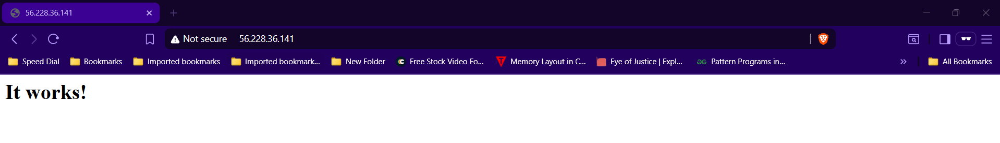 56.228.36.141
Not secure 56.228.36.141
Speed Dial Bookmarks Imported bookmarks Imported bookmark... New Folder Free Stock Video Fo... Memory Layout in C... Eye of Justice | Expl... Pattern Programs in... All Bookmarks
It works!